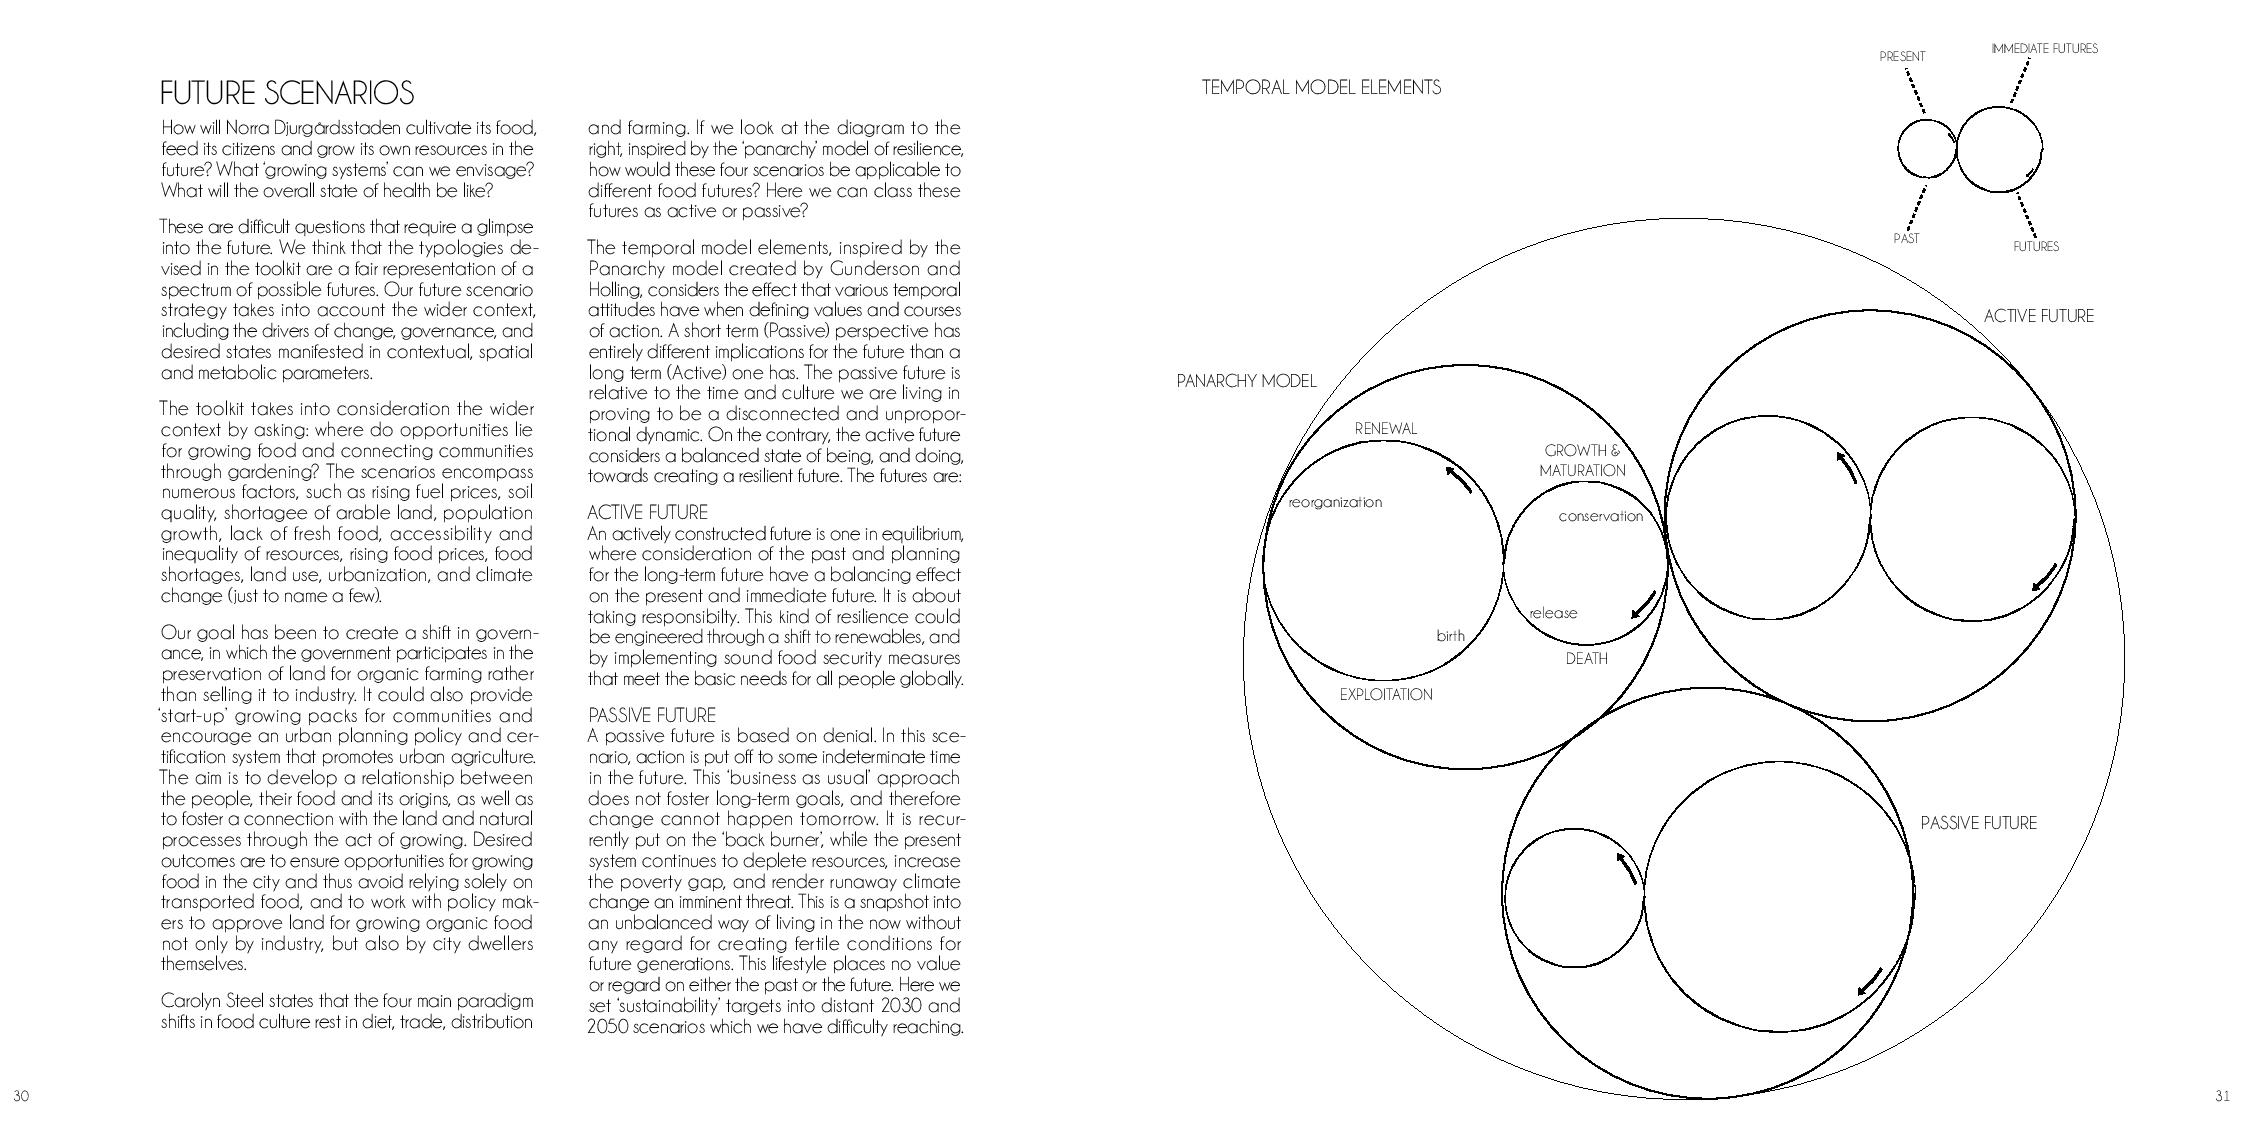 FUTURE SCENARIOS
How will Norra Djurgårdsstaden cultivate its food,
feed its citizens and grow its own resources in the
future? What 'growing systems' can we envisage?
What will the overall state of health be like?
These are difficult questions that require a glimpse
into the future. We think that the typologies de-
vised in the toolkit are a fair representation of a
spectrum of possible futures. Our future scenario
strategy takes into account the wider context,
including the drivers of change, governance, and
desired states manifested in contextual, spatial
and metabolic parameters.
The toolkit takes into consideration the wider
context by asking: where do opportunities lie
for growing food and connecting communities
through gardening? The scenarios encompass
numerous factors, such as rising fuel prices, soil
quality, shortagee of arable land, population
growth, lack of fresh food, accessibility and
inequality of resources, rising food prices, food
shortages, land use, urbanization, and climate
change (just to name a few).
Our goal has been to create a shift in govern-
ance, in which the government participates in the
preservation of land for organic farming rather
than selling it to industry. It could also provide
'start-up' growing packs for communities and
encourage an urban planning policy and cer-
tification system that promotes urban agriculture.
The aim is to develop a relationship between
the people, their food and its origins, as well as
to foster a connection with the land and natural
processes through the act of growing. Desired
outcomes are to ensure opportunities for growing
food in the city and thus avoid relying solely on
transported food, and to work with policy mak-
ers to approve land for growing organic food
not only by industry, but also by city dwellers
themselves.
Carolyn Steel states that the four main paradigm
shifts in food culture rest in diet, trade, distribution
and farming. If we look at the diagram to the
right, inspired by the 'panarchy' model of resilience,
how would these four scenarios be applicable to
different food futures? Here we can class these
futures as active or passive?
The temporal model elements, inspired by the
Panarchy model created by Gunderson and
Holling, considers the effect that various temporal
attitudes have when defining values and courses
of action. A short term (Passive) perspective has
entirely different implications for the future than a
long term (Active) one has. The passive future is
relative to the time and culture we are living in
proving to be a disconnected and unpropor-
tional dynamic. On the contrary, the active future
considers a balanced state of being, and doing,
towards creating a resilient future. The futures are:
ACTIVE FUTURE
An actively constructed future is one in equilibrium,
where consideration of the past and planning
for the long-term future have a balancing effect
on the present and immediate future. It is about
taking responsibilty. This kind of resilience could
be engineered through a shift to renewables, and
by implementing sound food security measures
that meet the basic needs for all people globally.
PASSIVE FUTURE
A passive future is based on denial. In this sce-
nario, action is put off to some indeterminate time
in the future. This 'business as usual' approach
does not foster long-term goals, and therefore
change cannot happen tomorrow. It is recur-
rently put on the 'back burner', while the present
system continues to deplete resources, increase
the poverty gap, and render runaway climate
change an imminent threat. This is a snapshot into
an unbalanced way of living in the now without
any regard for creating fertile conditions for
future generations. This lifestyle places no value
or regard on either the past or the future. Here we
set 'sustainability' targets into distant 2030 and
2050 scenarios which we have difficulty reaching.
30
TEMPORAL MODEL ELEMENTS
PRESENT
IMMEDIATE FUTURES
PAST
FUTURES
ACTIVE FUTURE
PANARCHY MODEL
RENEWAL
GROWTH &
MATURATION
reorganization
conservation
release
birth
DEATH
EXPLOITATION
PASSIVE FUTURE
31